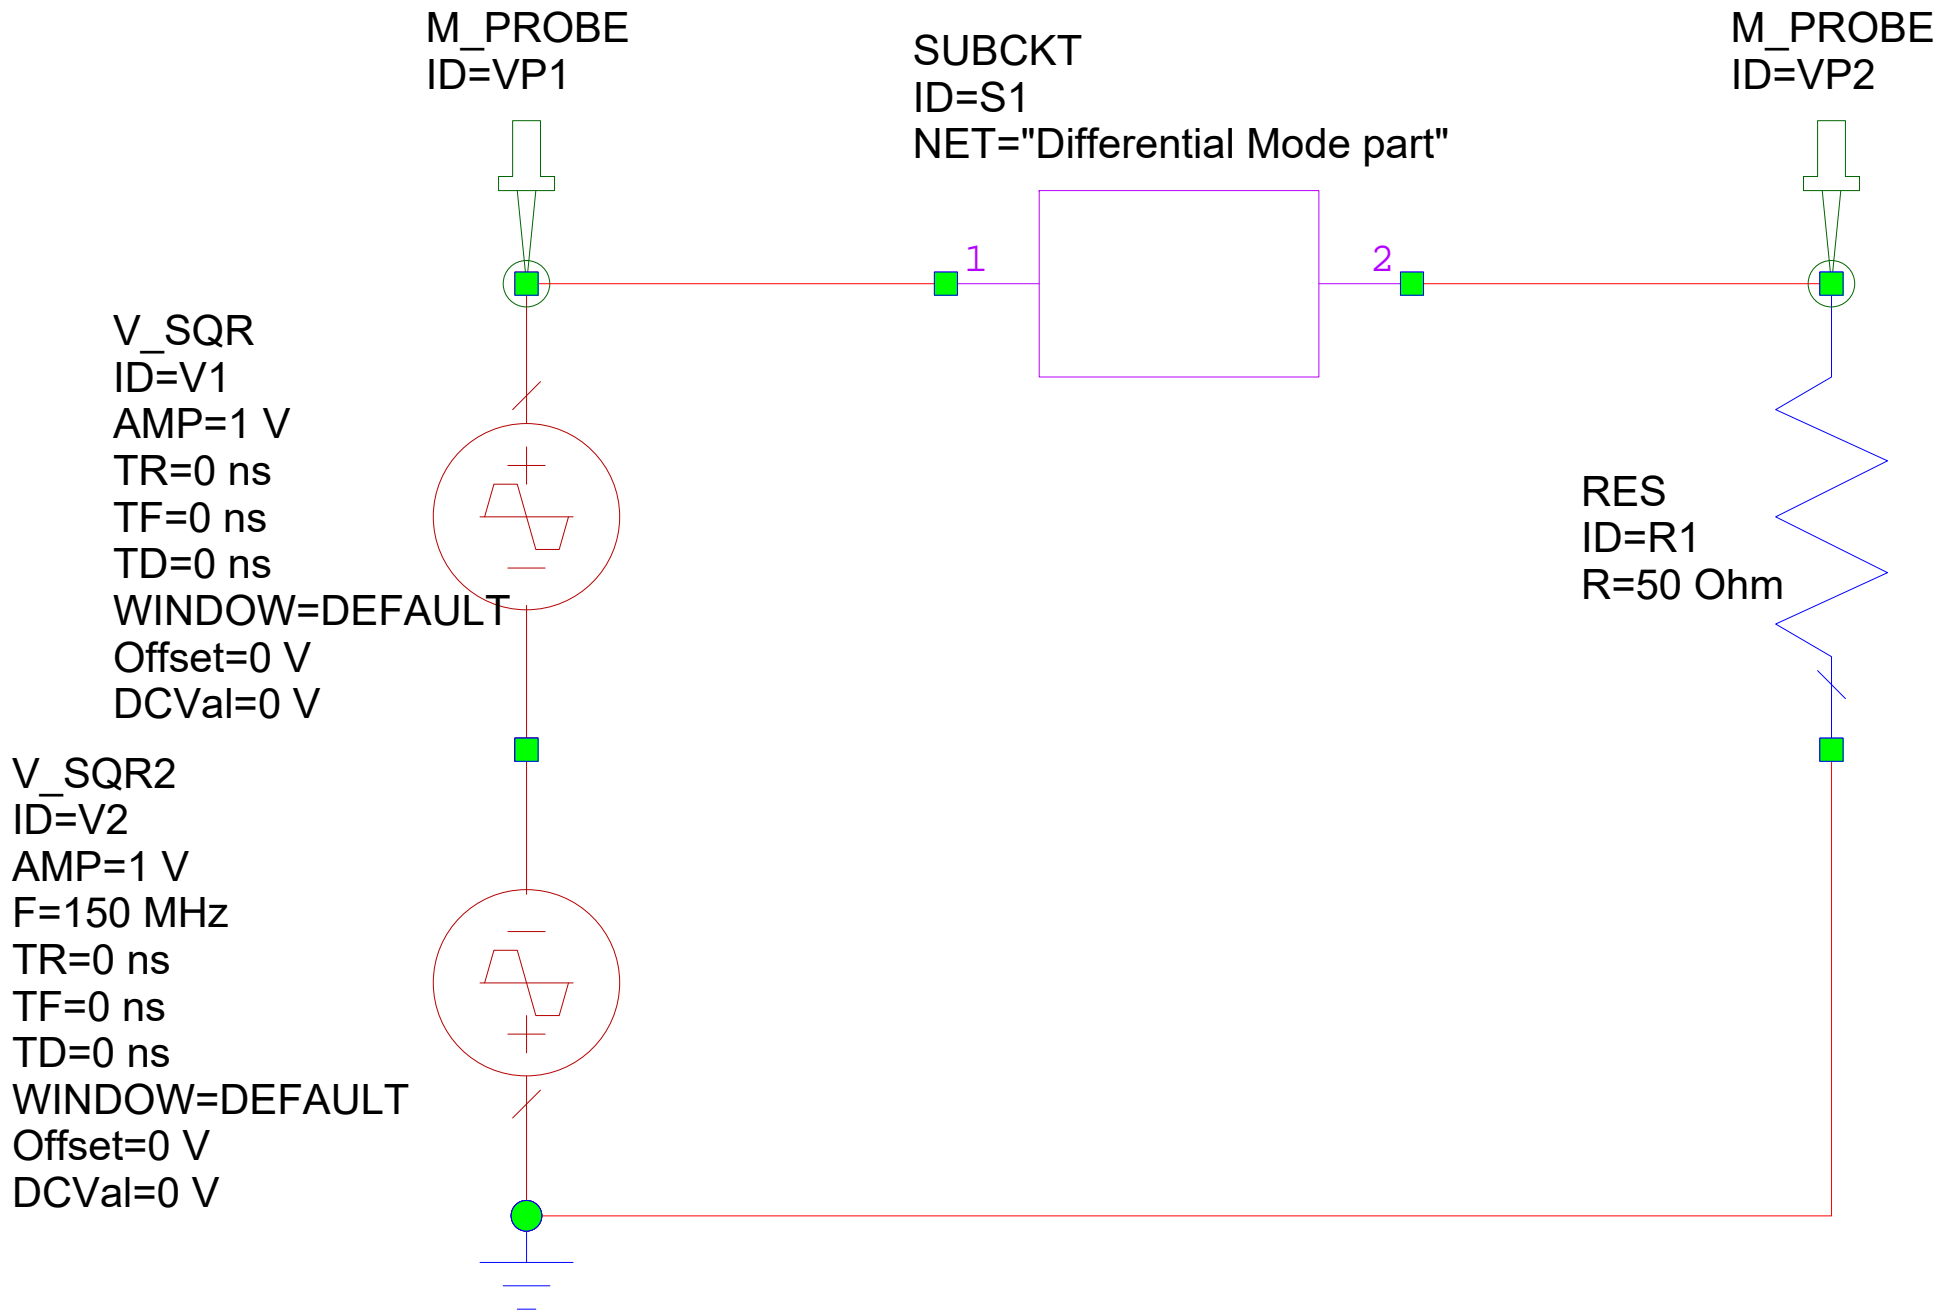 M_PROBE
ID=VP1
SUBCKT
ID=S1
NET="Differential Mode part"
M_PROBE
ID=VP2
1
2
V_SQR
ID=V1
AMP=1 V
TR=0 ns
TF=0 ns
TD=0 ns
WINDOW=DEFAULT
Offset=0 V
DCVal=0 V
RES
ID=R1
R=50 Ohm
V_SQR2
ID=V2
AMP=1 V
F=150 MHz
TR=0 ns
TF=0 ns
TD=0 ns
WINDOW=DEFAULT
Offset=0 V
DCVal=0 V